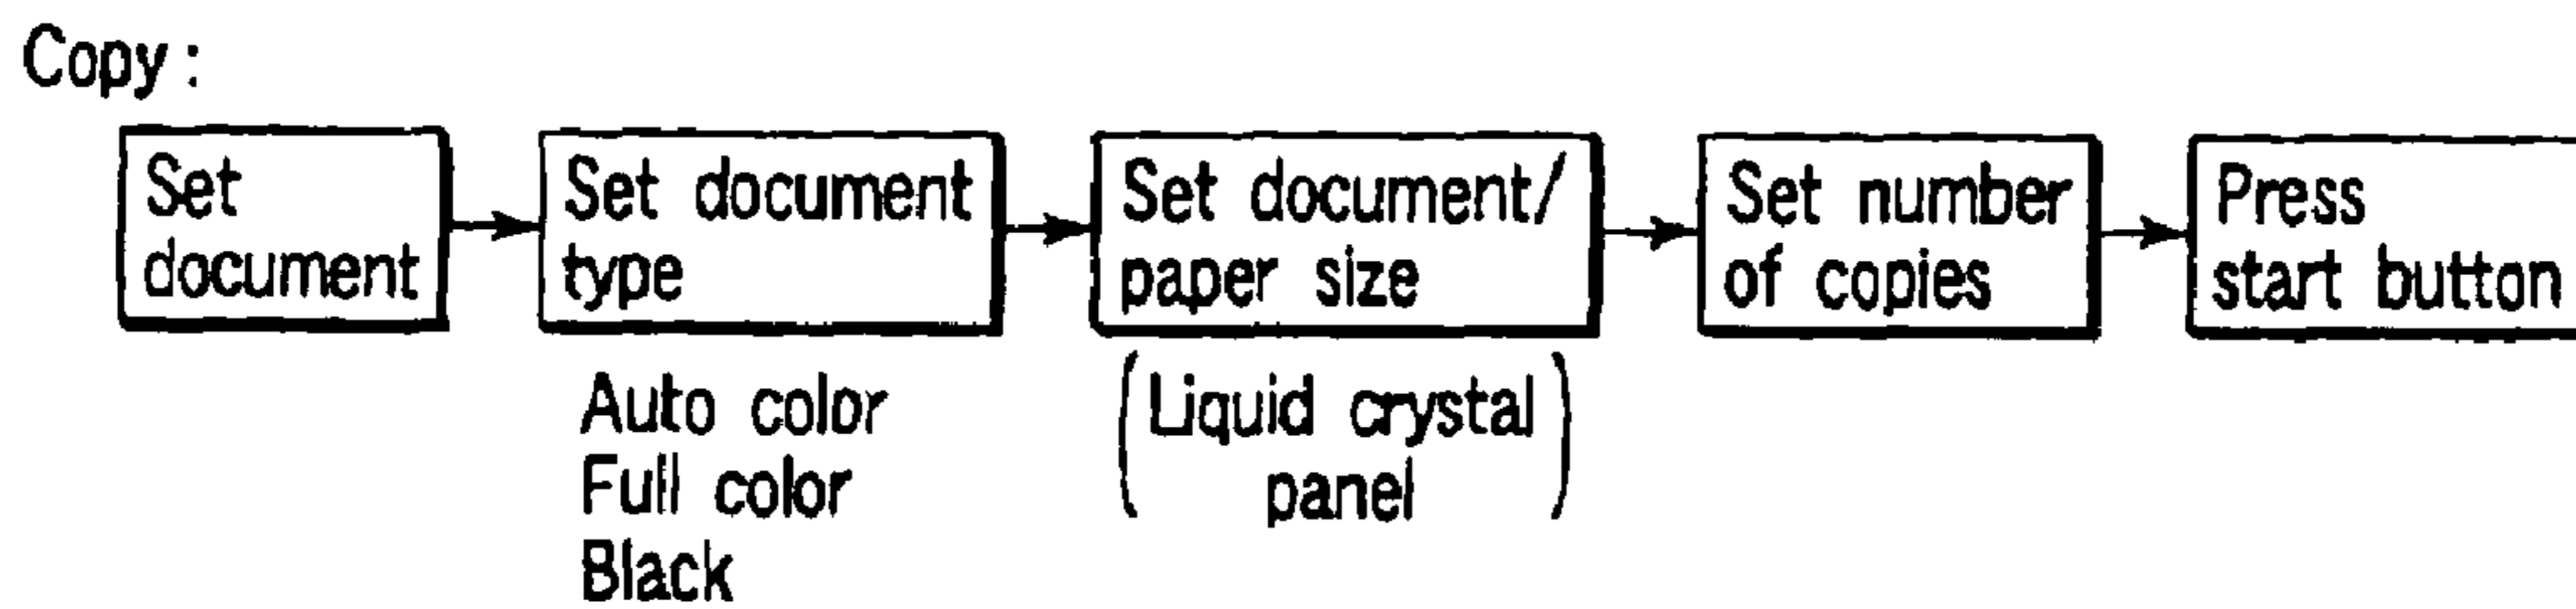 Copy :
Set
document
Set document
type
Set document/
paper size
Set number
of copies
Press
start button
Auto color
Full color
Black
(Liquid crystal
panel)